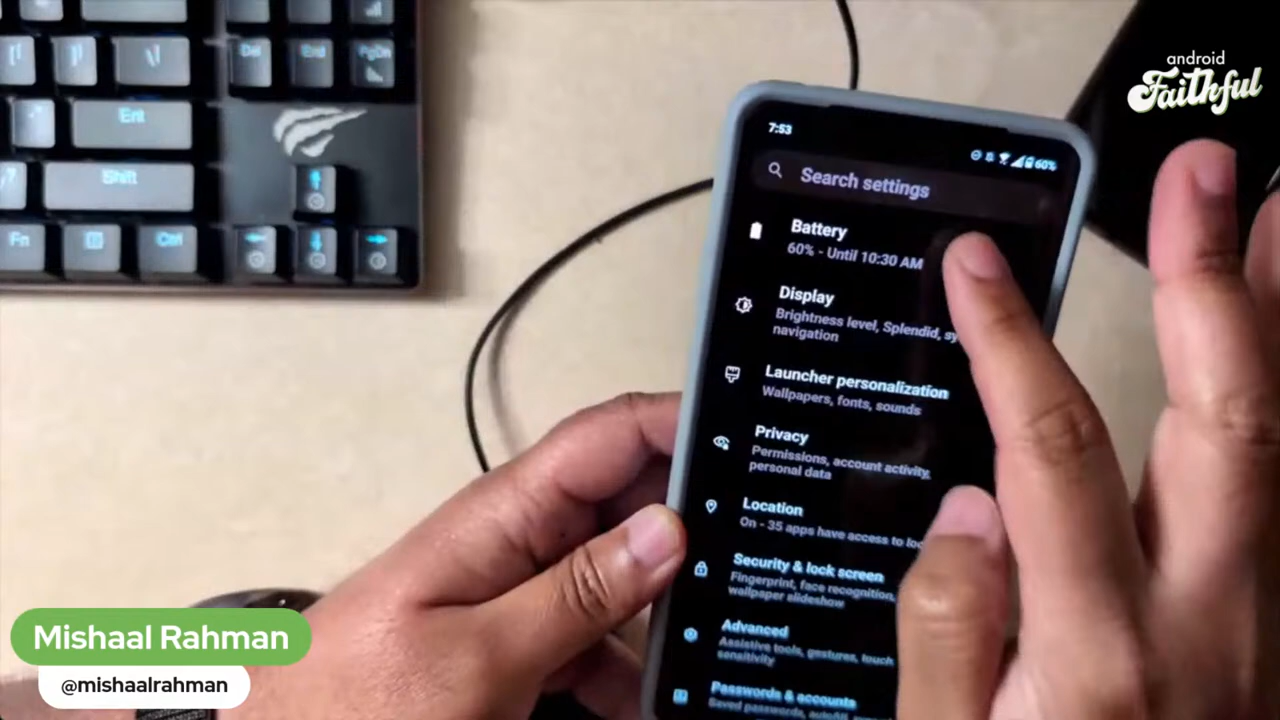 android
Faithful
Del
End
PgDn
Ent
Shift
Fn
Ctrl
7:53
60%
Search settings
Battery
60% - Until 10:30 AM
Display
Brightness level, Splendid,
navigation
Launcher personalization
Wallpapers, fonts, sounds
Privacy
Permissions, account activity,
personal data
Location
On - 35 apps have access to
Security & lock screen
Fingerprint, face recognition,
wallpaper slideshow
Advanced
Assistive tools, gestures, touch
sensitivity
Passwords & accounts
Saved passwords, autofill,
Mishaal Rahman
@mishaalrahman